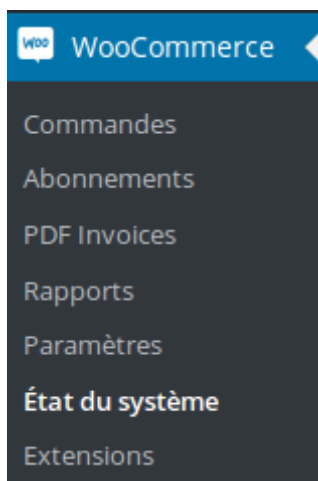 Woo WooCommerce
Commandes
Abonnements
PDF Invoices
Rapports
Paramètres
État du système
Extensions